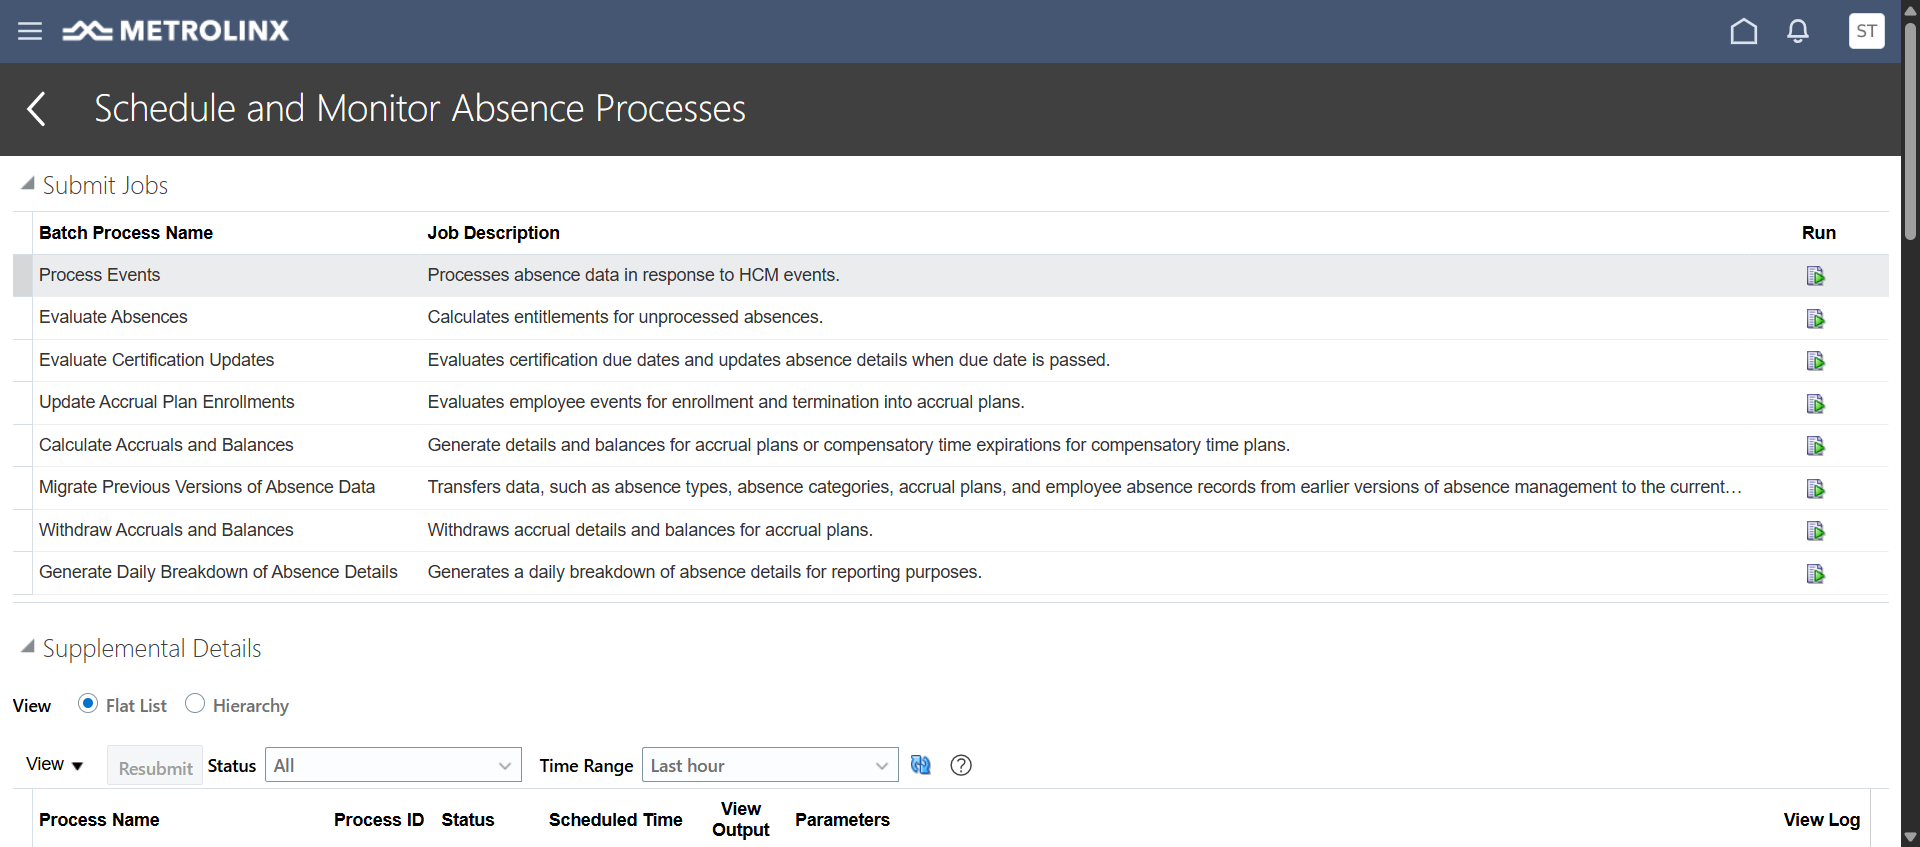 METROLINX
ST
Schedule and Monitor Absence Processes
Submit Jobs
Batch Process Name Job Description Run
Process Events Processes absence data in response to HCM events.
Evaluate Absences Calculates entitlements for unprocessed absences.
Evaluate Certification Updates Evaluates certification due dates and updates absence details when due date is passed.
Update Accrual Plan Enrollments Evaluates employee events for enrollment and termination into accrual plans.
Calculate Accruals and Balances Generate details and balances for accrual plans or compensatory time expirations for compensatory time plans.
Migrate Previous Versions of Absence Data Transfers data, such as absence types, absence categories, accrual plans, and employee absence records from earlier versions of absence management to the current…
Withdraw Accruals and Balances Withdraws accrual details and balances for accrual plans.
Generate Daily Breakdown of Absence Details Generates a daily breakdown of absence details for reporting purposes.
Supplemental Details
View Flat List Hierarchy
View Resubmit Status All Time Range Last hour ?
Process Name Process ID Status Scheduled Time View Output Parameters View Log